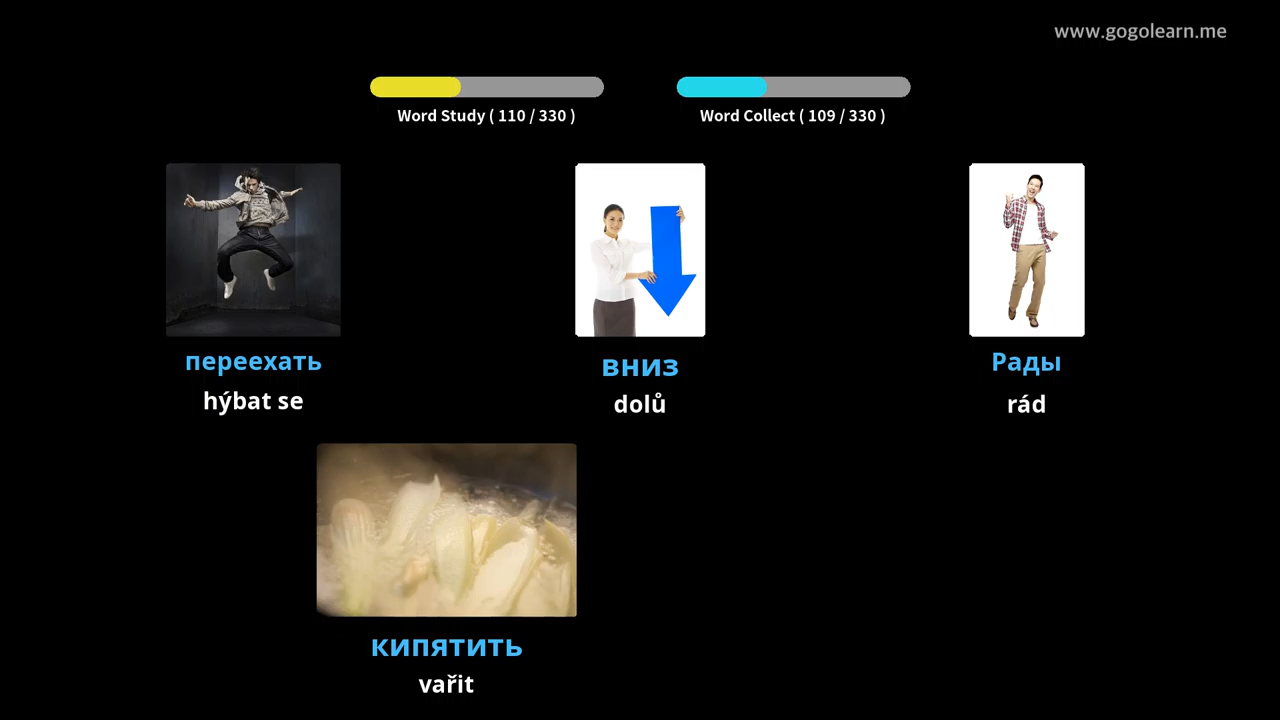 www.gogolearn.me
Word Study ( 110 / 330 )
Word Collect ( 109 / 330 )
переехать
вниз
Рады
hýbat se
dolů
rád
кипятить
vařit